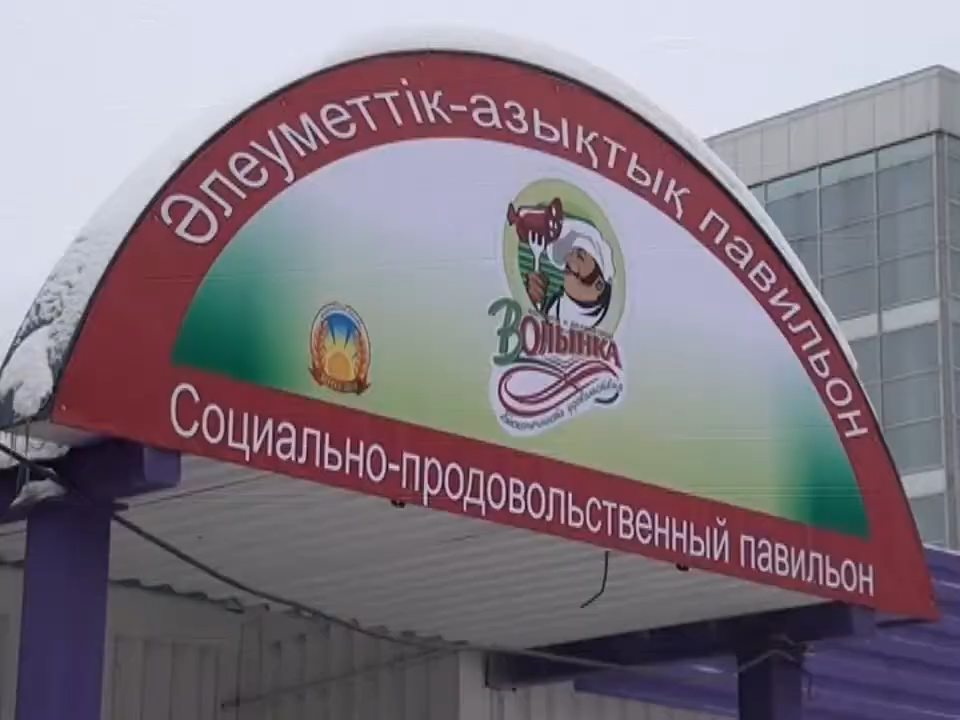 Әлеуметтік-азықтық павильон
Волынка
Социально-продовольственный павильон